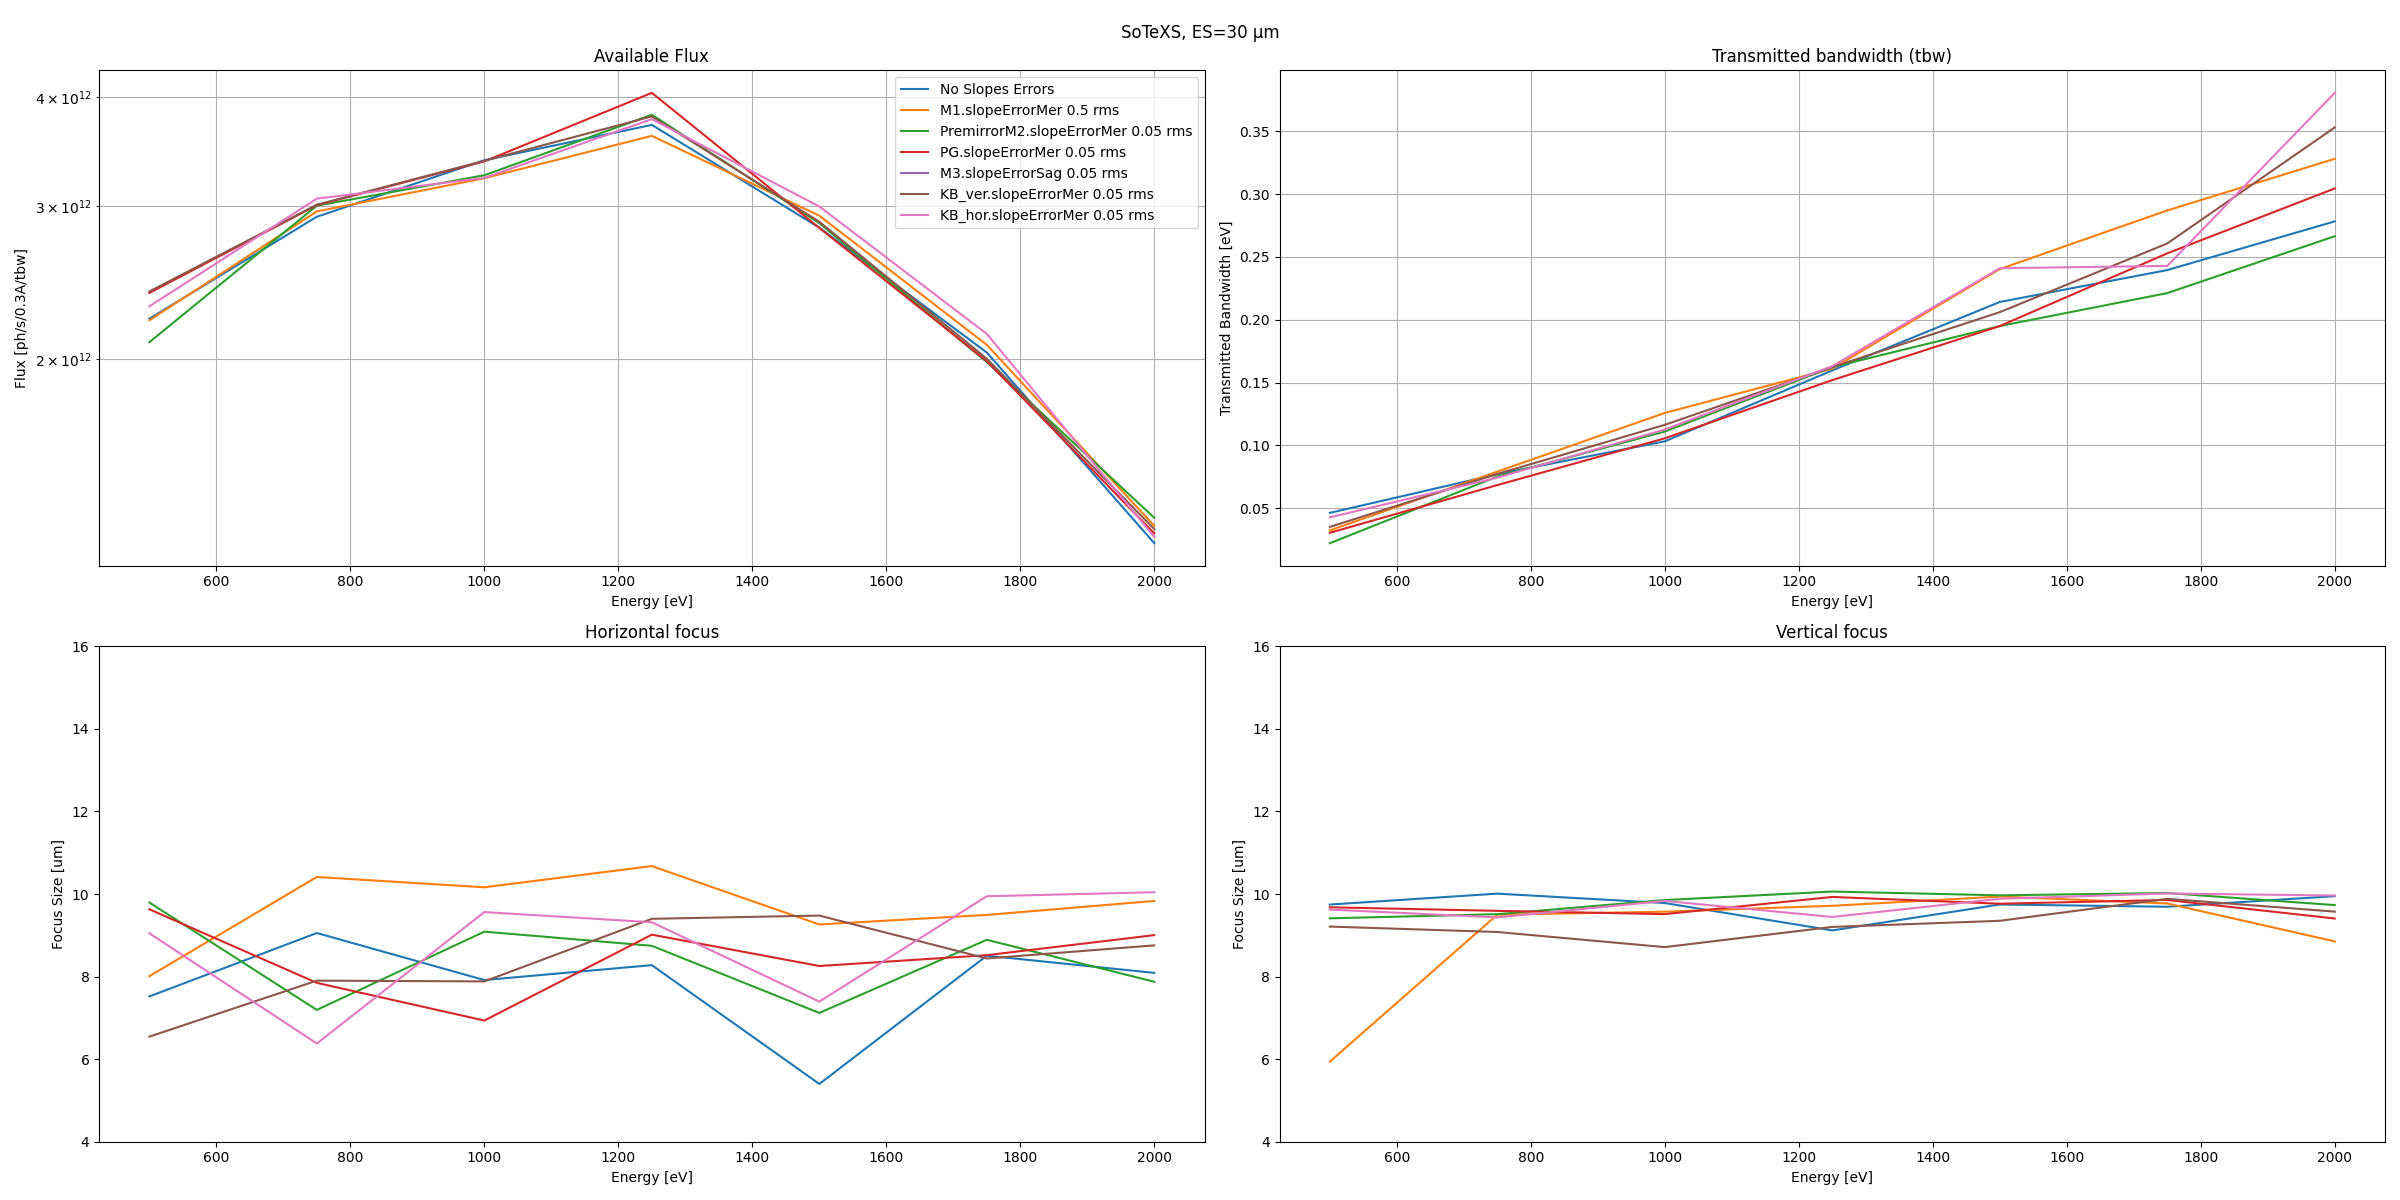 SoTeXS, ES=30 μm
Available Flux
Flux [ph/s/0.3A/tbw]
4 × 10¹²
3 × 10¹²
2 × 10¹²
No Slopes Errors
M1.slopeErrorMer 0.5 rms
PremirrorM2.slopeErrorMer 0.05 rms
PG.slopeErrorMer 0.05 rms
M3.slopeErrorSag 0.05 rms
KB_ver.slopeErrorMer 0.05 rms
KB_hor.slopeErrorMer 0.05 rms
600 800 1000 1200 1400 1600 1800 2000
Energy [eV]
Transmitted bandwidth (tbw)
Transmitted Bandwidth [eV]
0.35
0.30
0.25
0.20
0.15
0.10
0.05
600 800 1000 1200 1400 1600 1800 2000
Energy [eV]
Horizontal focus
Focus Size [um]
16
14
12
10
8
6
4
600 800 1000 1200 1400 1600 1800 2000
Energy [eV]
Vertical focus
Focus Size [um]
16
14
12
10
8
6
4
600 800 1000 1200 1400 1600 1800 2000
Energy [eV]